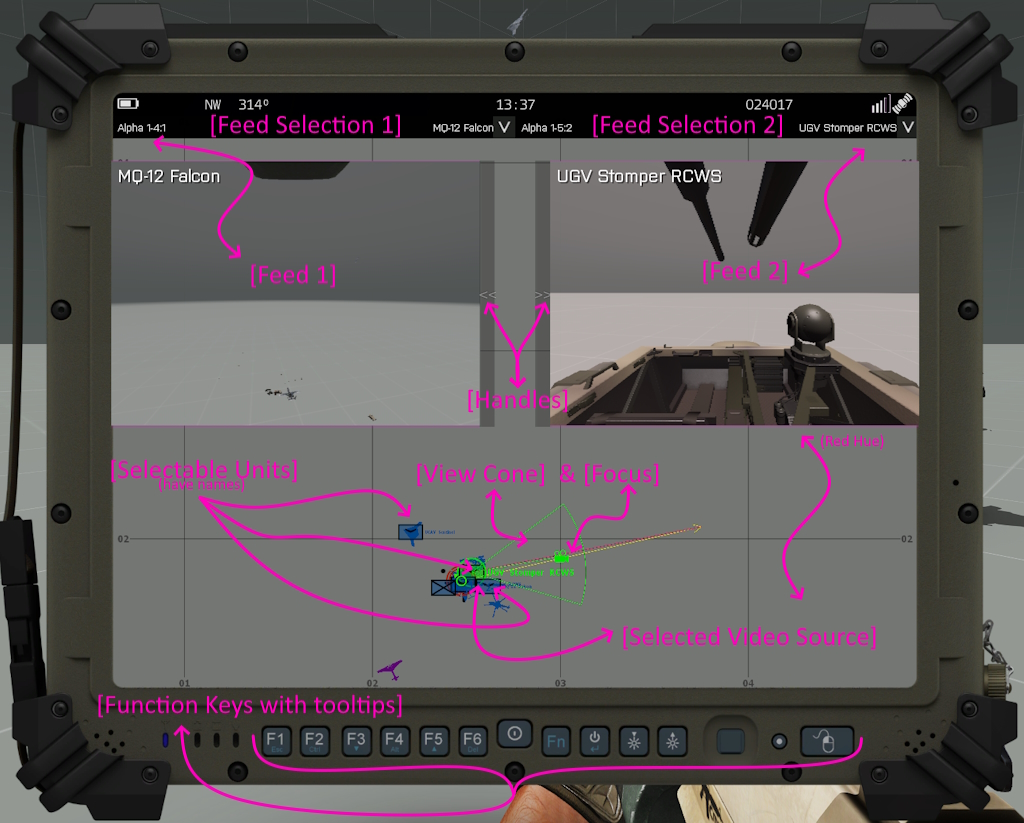 NW 314º 13:37 024017
Alpha 1-4:1 [Feed Selection 1] MQ-12 Falcon V Alpha 1-5:2 [Feed Selection 2] UGV Stomper RCWS V
MQ-12 Falcon
UGV Stomper RCWS
[Feed 1]
[Feed 2]
<< >>
[Handles]
(Red Hue)
[Selectable Units]
(have names)
[View Cone] & [Focus]
02 02
UGV Stomper RCWS
[Selected Video Source]
01 02 03 04
[Function Keys with tooltips]
F1 F2 F3 F4 F5 F6 Fn